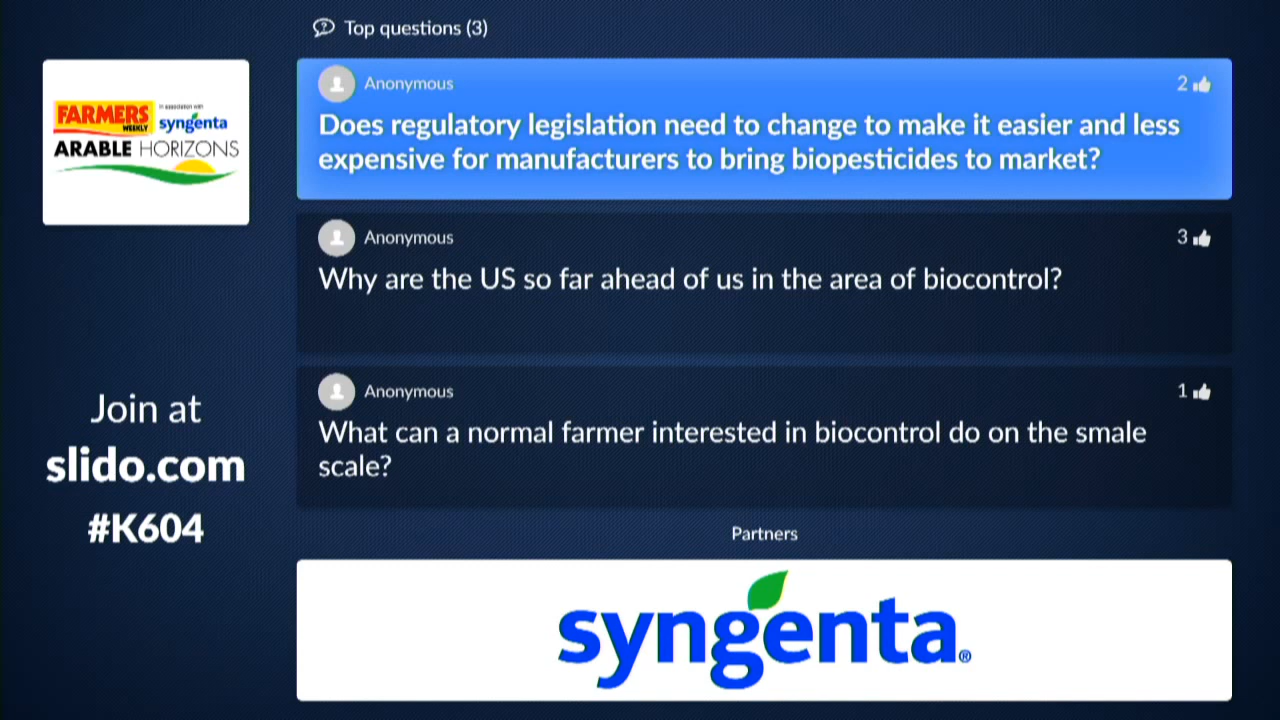 Top questions (3)
FARMERS
WEEKLY
in association with
syngenta
ARABLE HORIZONS
Anonymous
2
Does regulatory legislation need to change to make it easier and less
expensive for manufacturers to bring biopesticides to market?
Anonymous
3
Why are the US so far ahead of us in the area of biocontrol?
Anonymous
1
What can a normal farmer interested in biocontrol do on the smale
scale?
Join at
slido.com
#K604
Partners
syngenta®